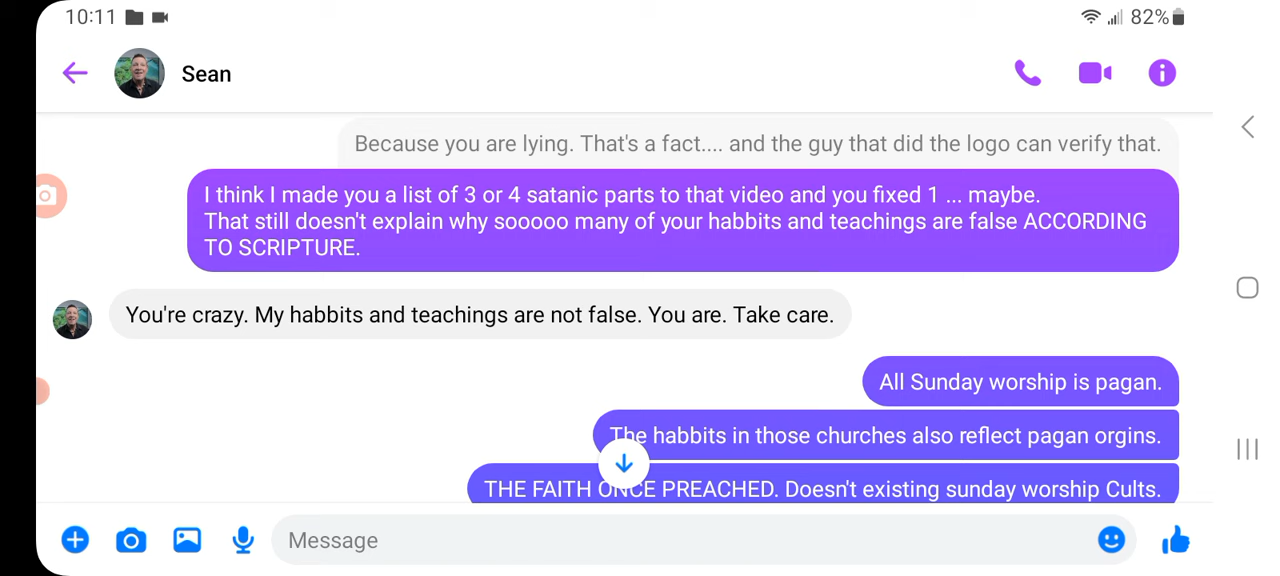 10:11
82%
Sean
Because you are lying. That's a fact.... and the guy that did the logo can verify that.
I think I made you a list of 3 or 4 satanic parts to that video and you fixed 1 ... maybe.
That still doesn't explain why sooooo many of your habbits and teachings are false ACCORDING
TO SCRIPTURE.
You're crazy. My habbits and teachings are not false. You are. Take care.
All Sunday worship is pagan.
The habbits in those churches also reflect pagan orgins.
THE FAITH ONCE PREACHED. Doesn't existing sunday worship Cults.
Message